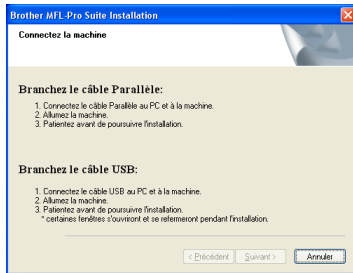 Brother MFL-Pro Suite Installation
Connectez la machine
Branchez le câble Parallèle:
1. Connectez le câble Parallèle au PC et à la machine.
2. Allumez la machine.
3. Patientez avant de poursuivre l'installation.
Branchez le câble USB:
1. Connectez le câble USB au PC et à la machine.
2. Allumez la machine.
3. Patientez avant de poursuivre l'installation.
* certaines fenêtres s'ouvriront et se refermeront pendant l'installation.
< Précédent Suivant > Annuler